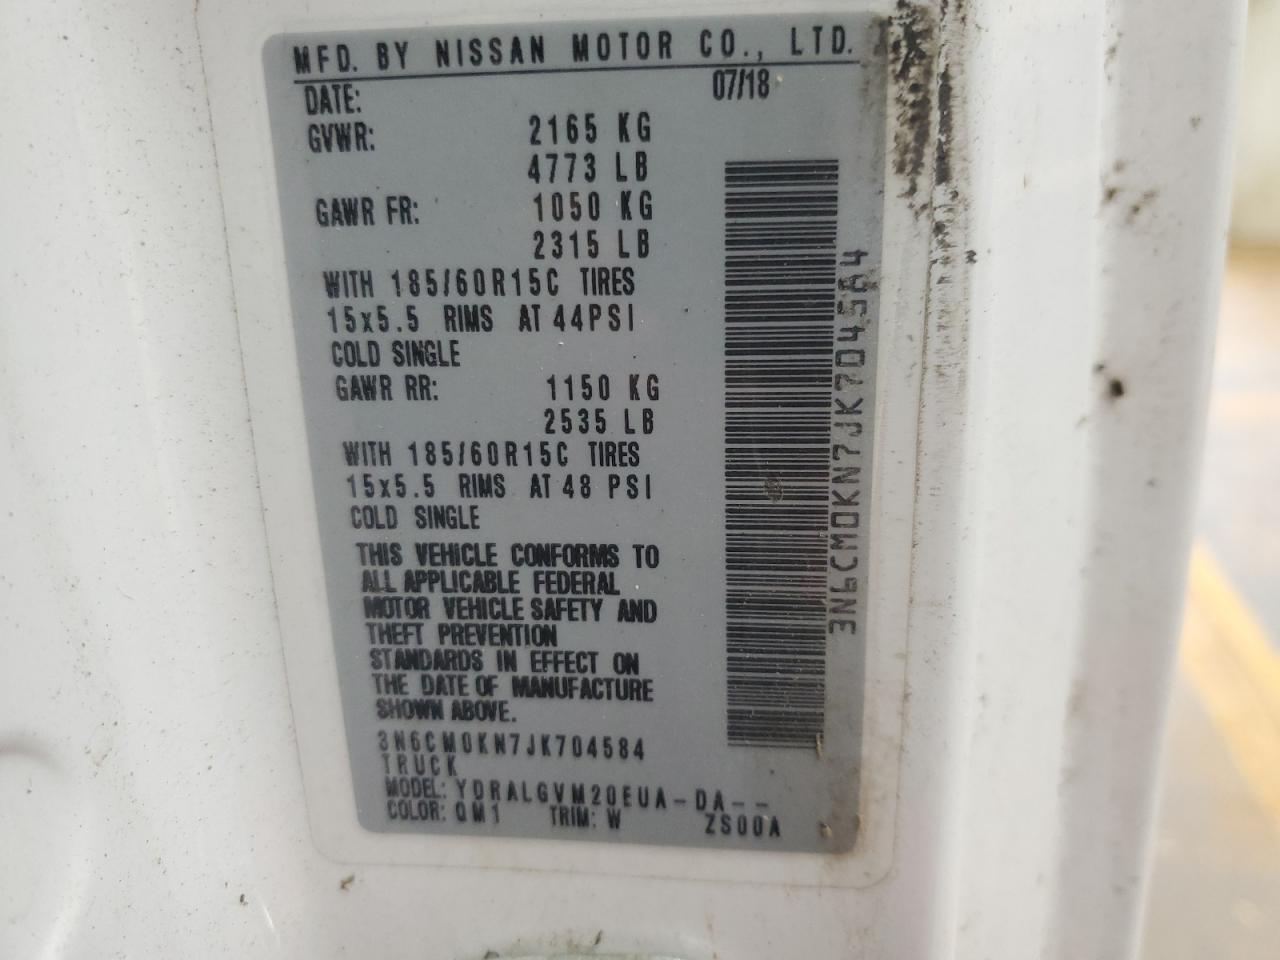 MFD. BY NISSAN MOTOR CO., LTD.
DATE: 07/18
GVWR: 2165 KG
4773 LB
GAWR FR: 1050 KG
2315 LB
WITH 185/60R15C TIRES
15x5.5 RIMS AT 44PSI
COLD SINGLE
GAWR RR: 1150 KG
2535 LB
WITH 185/60R15C TIRES
15x5.5 RIMS AT 48 PSI
COLD SINGLE
THIS VEHICLE CONFORMS TO
ALL APPLICABLE FEDERAL
MOTOR VEHICLE SAFETY AND
THEFT PREVENTION
STANDARDS IN EFFECT ON
THE DATE OF MANUFACTURE
SHOWN ABOVE.
3N6CM0KN7JK704584
TRUCK
MODEL: YDRALGVM20EUA-DA--
COLOR: QM1 TRIM: W ZS00A
3N6CM0KN7JK704584